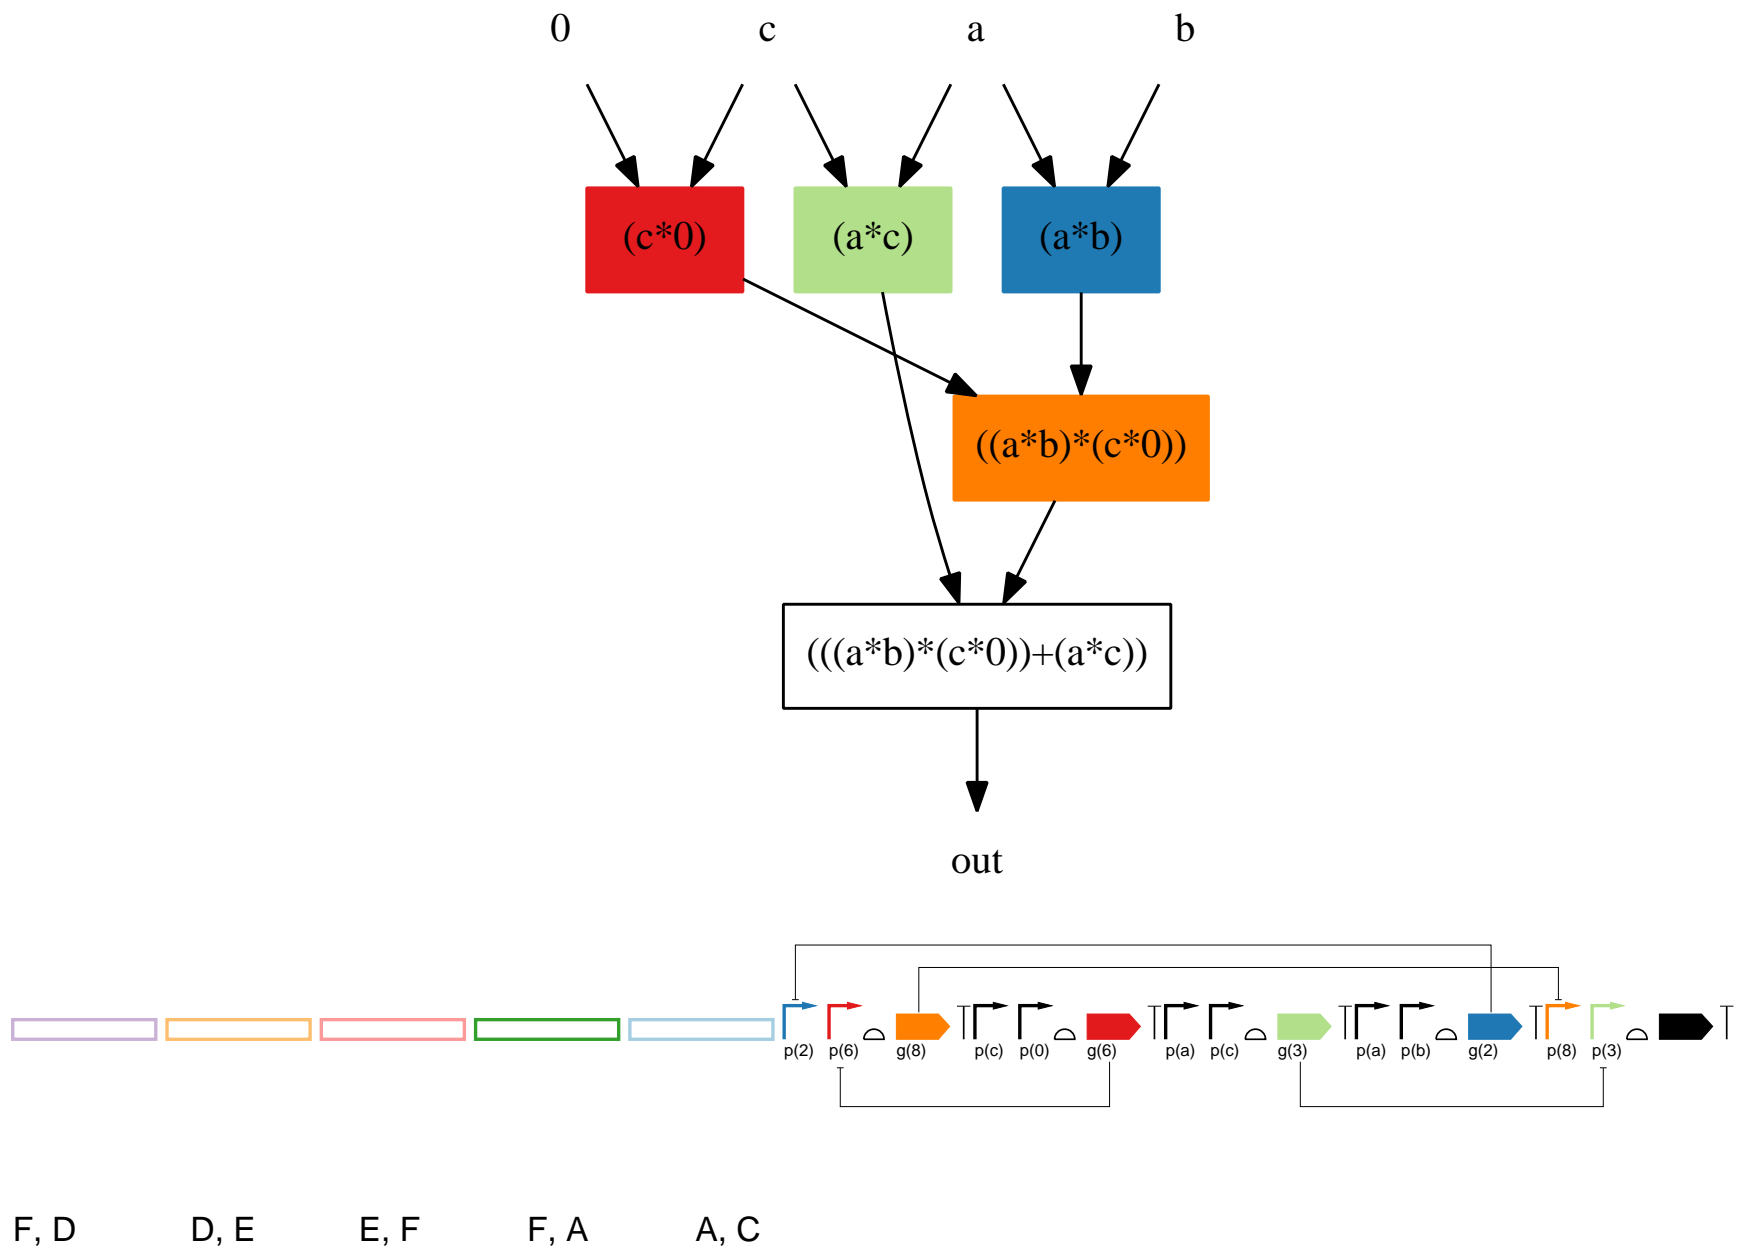 0 c a b
(c*0) (a*c) (a*b)
((a*b)*(c*0))
(((a*b)*(c*0))+(a*c))
out
p(2) p(6) g(8) p(c) p(0) g(6) p(a) p(c) g(3) p(a) p(b) g(2) p(8) p(3)
F, D D, E E, F F, A A, C